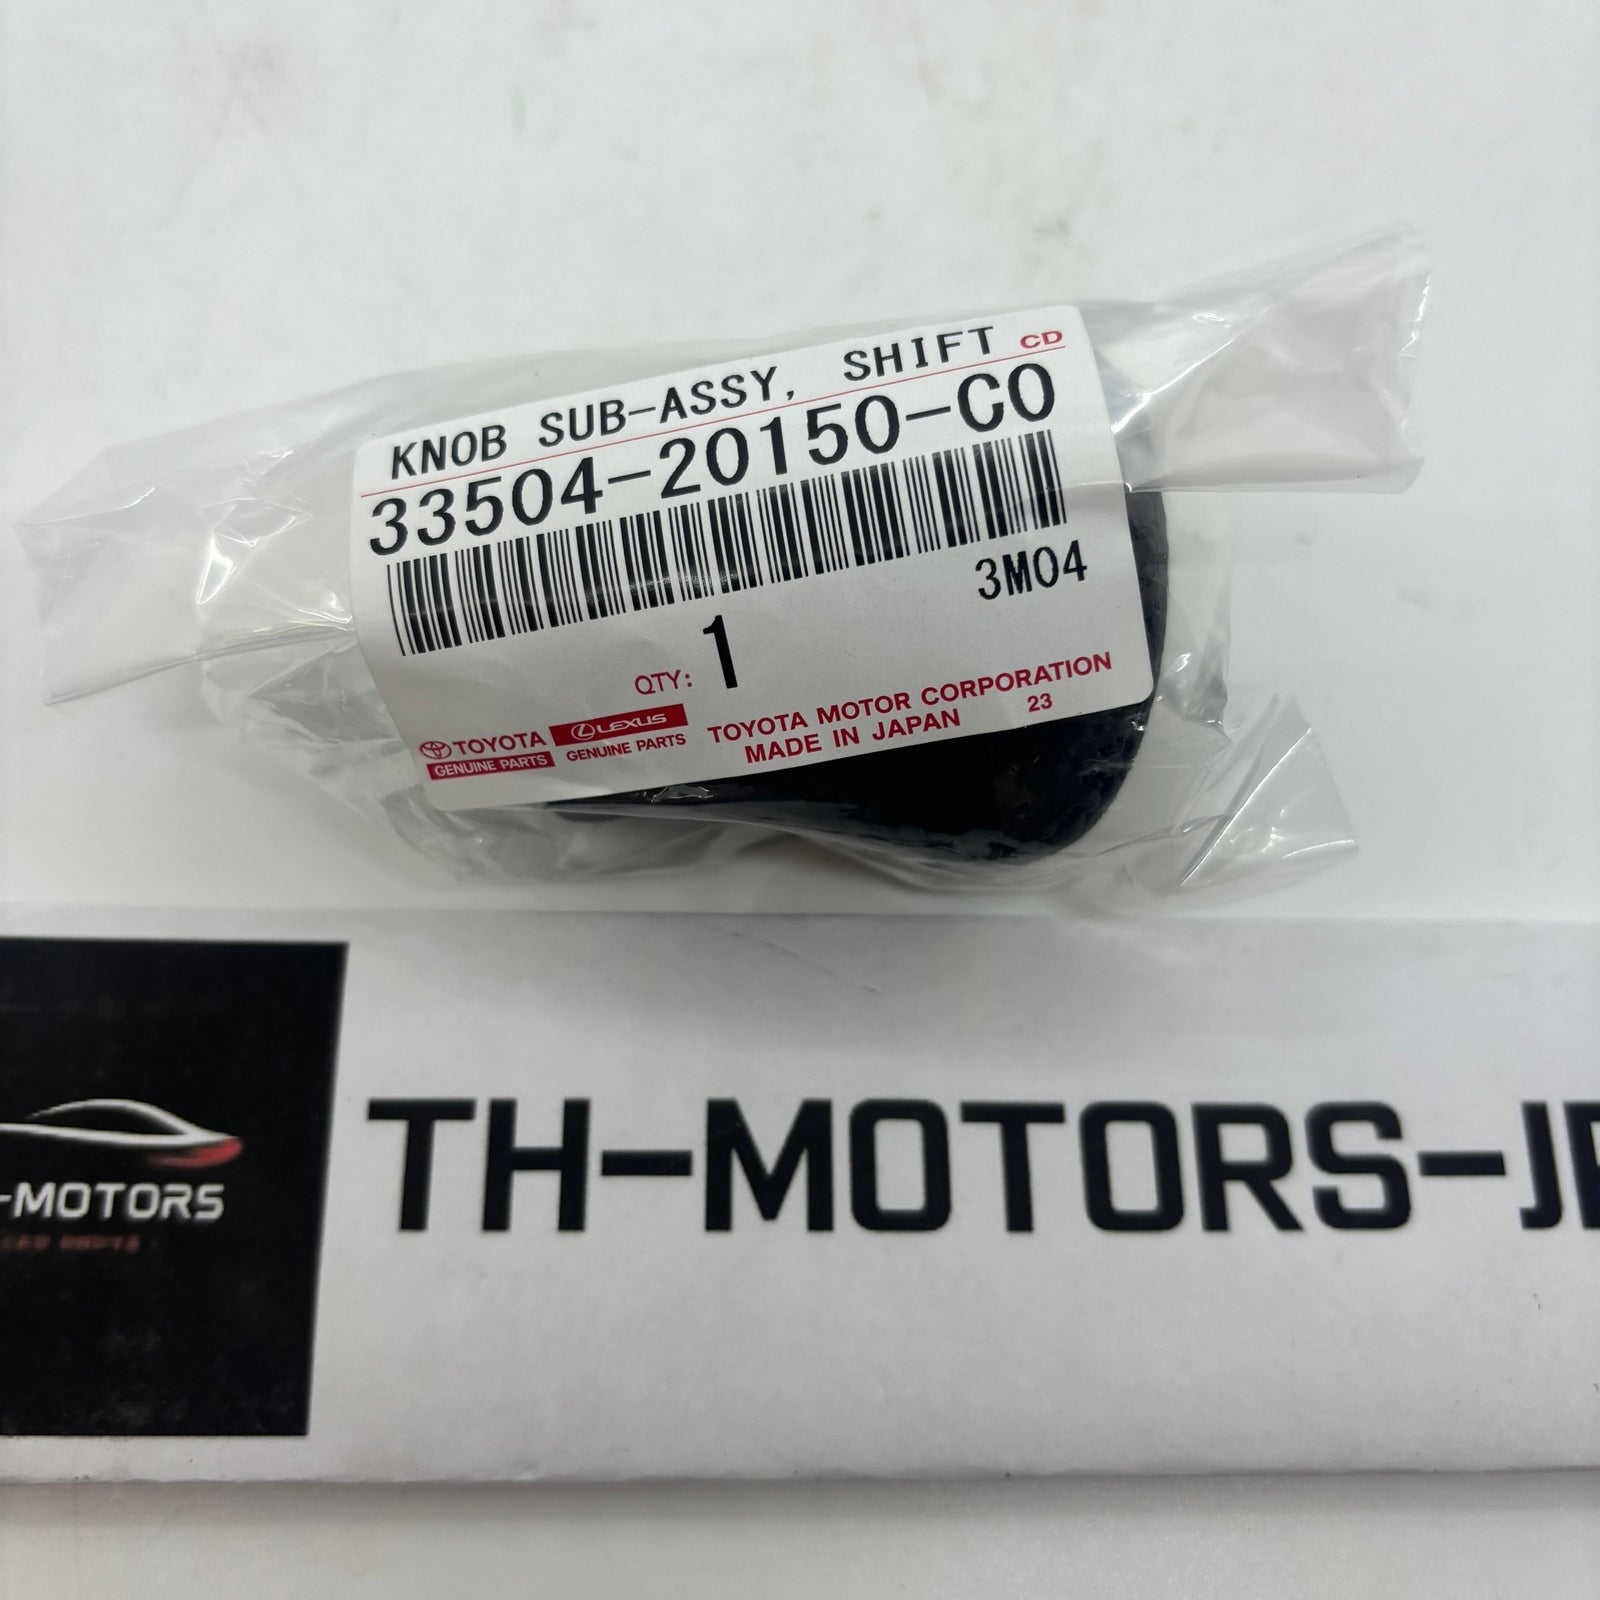 KNOB SUB-ASSY, SHIFT CD
33504-20150-C0
3M04
QTY: 1
TOYOTA LEXUS TOYOTA MOTOR CORPORATION
GENUINE PARTS GENUINE PARTS MADE IN JAPAN 23
TH-MOTORS-J
-MOTORS